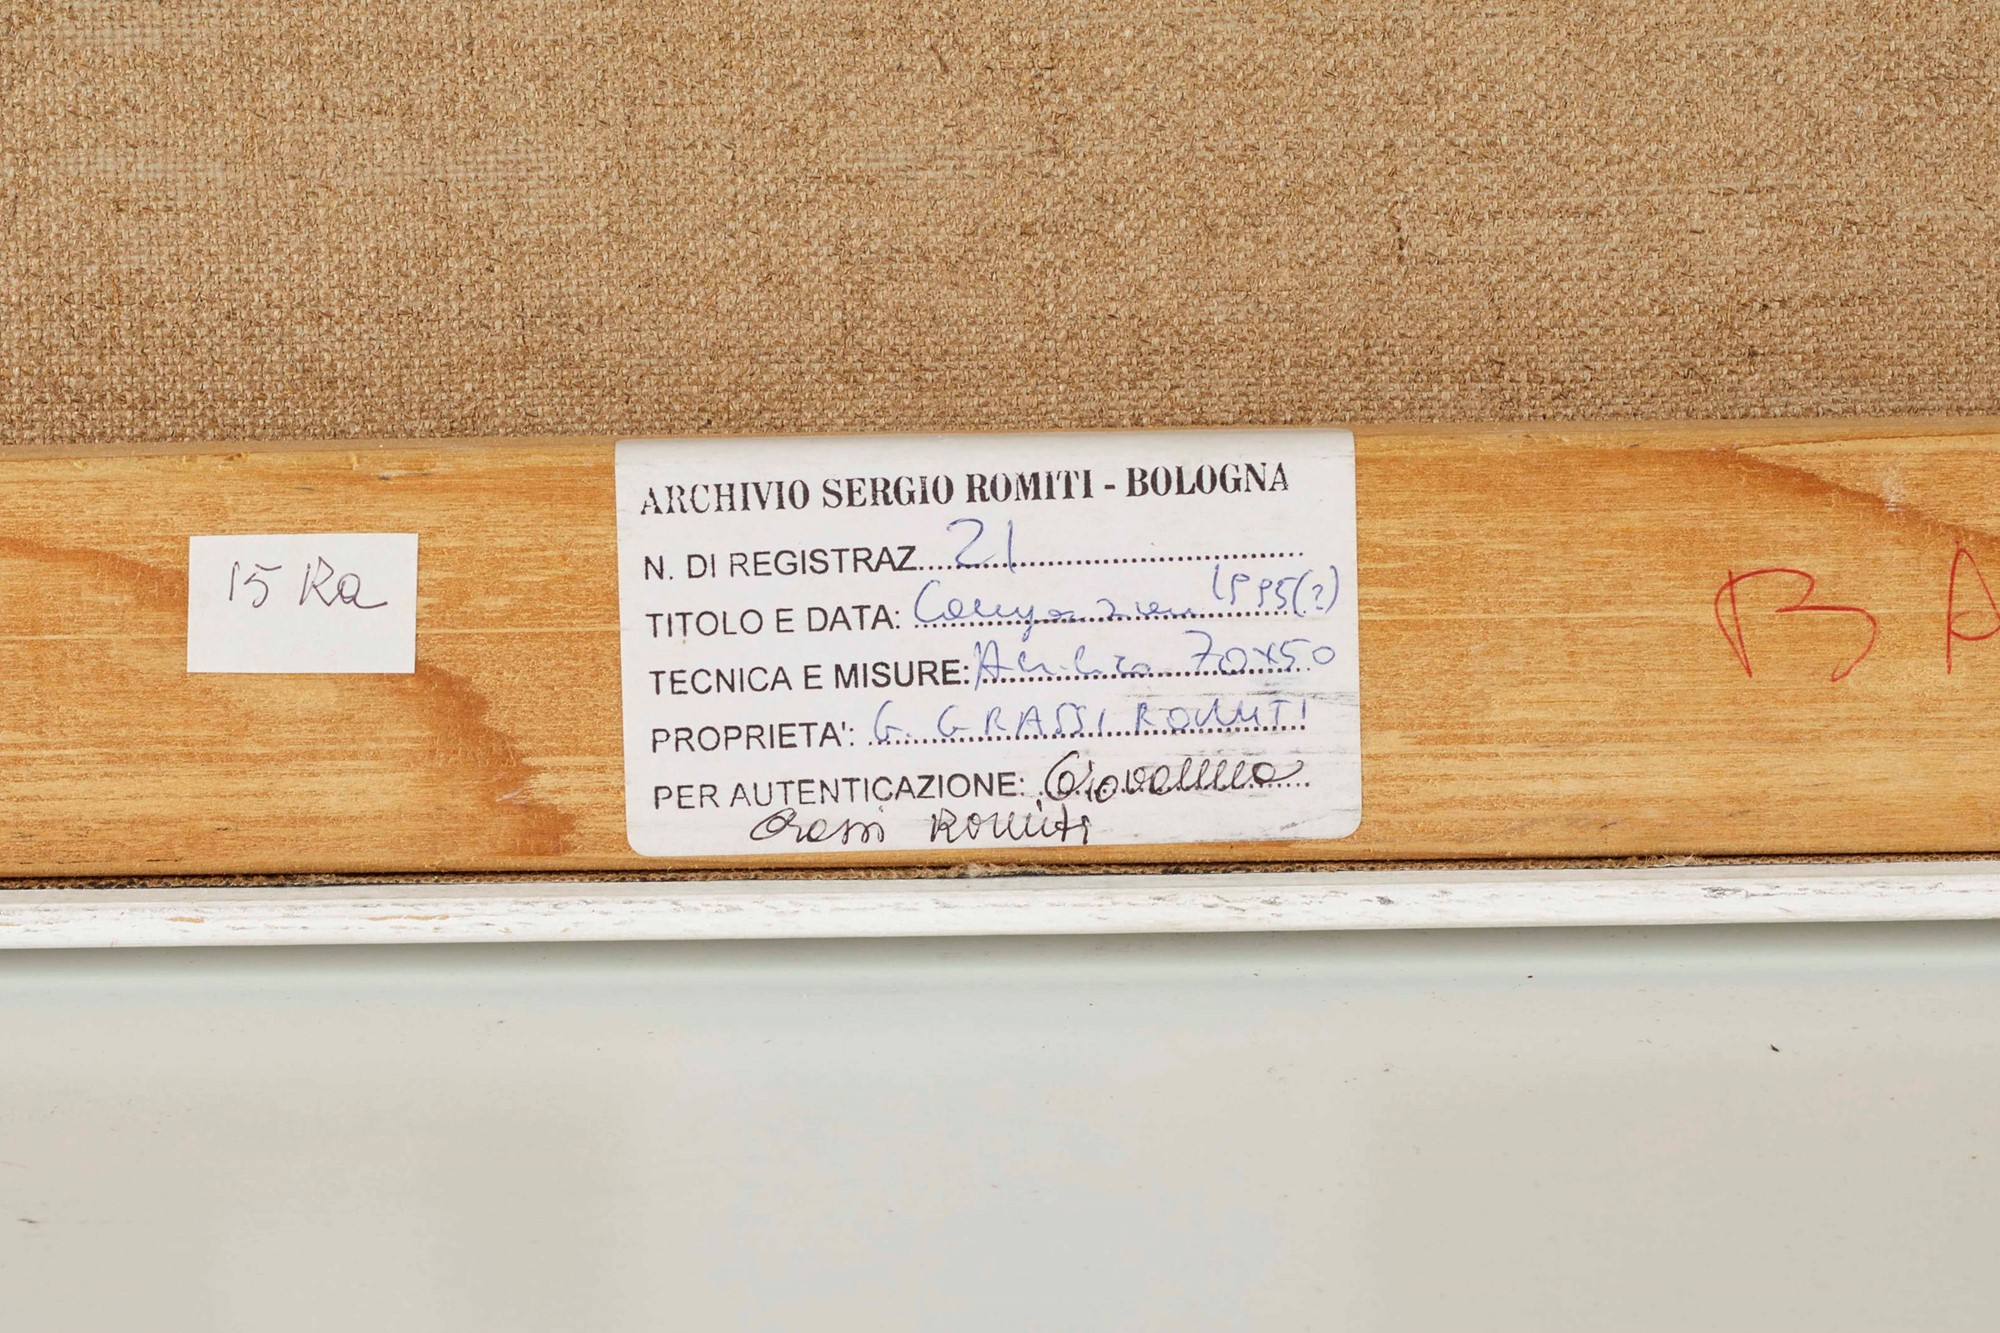 ARCHIVIO SERGIO ROMITI - BOLOGNA
N. DI REGISTRAZ. 21
TITOLO E DATA: Composizione 1995(?)
TECNICA E MISURE: Acrilico 70x50
PROPRIETA': G. GRASSI ROMITI
PER AUTENTICAZIONE: Giovanna
Grassi Romiti
15 Ra
B A